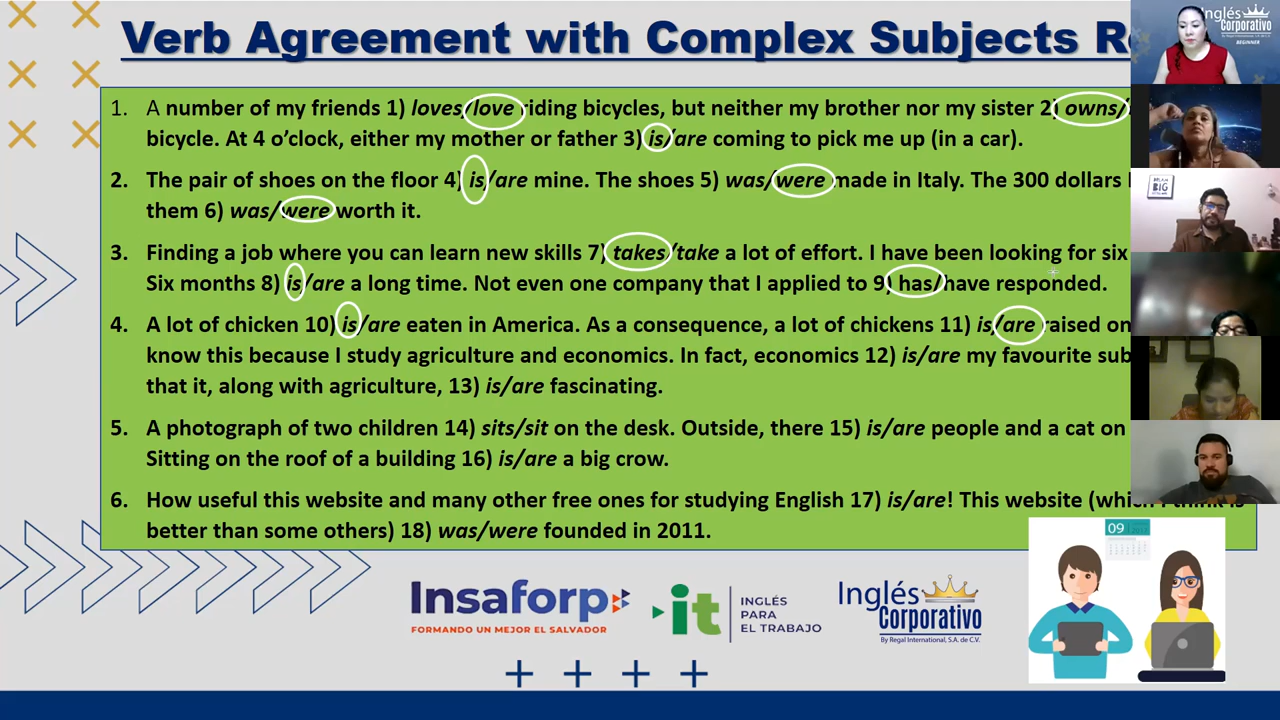 Verb Agreement with Complex Subjects
1. A number of my friends 1) loves/love riding bicycles, but neither my brother nor my sister 2) owns/
bicycle. At 4 o'clock, either my mother or father 3) is/are coming to pick me up (in a car).
2. The pair of shoes on the floor 4) is/are mine. The shoes 5) was/were made in Italy. The 300 dollars
them 6) was/were worth it.
3. Finding a job where you can learn new skills 7) takes/take a lot of effort. I have been looking for six
Six months 8) is/are a long time. Not even one company that I applied to 9) has/have responded.
4. A lot of chicken 10) is/are eaten in America. As a consequence, a lot of chickens 11) is/are raised on
know this because I study agriculture and economics. In fact, economics 12) is/are my favourite
that it, along with agriculture, 13) is/are fascinating.
5. A photograph of two children 14) sits/sit on the desk. Outside, there 15) is/are people and a cat on
Sitting on the roof of a building 16) is/are a big crow.
6. How useful this website and many other free ones for studying English 17) is/are! This website (which I think is
better than some others) 18) was/were founded in 2011.
Inglés
Corporativo
By Regal International, S.A. de C.V.
BEGINNER
DREAM
BIG
09
Insaforp
FORMANDO UN MEJOR EL SALVADOR
it
INGLÉS
PARA
EL TRABAJO
Inglés
Corporativo
By Regal International, S.A. de C.V.